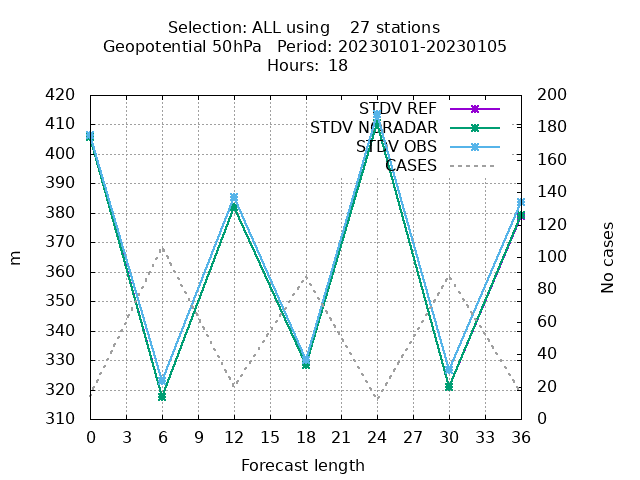 Selection: ALL using    27 stations
Geopotential 50hPa   Period: 20230101-20230105
Hours:  18
STDV REF
STDV NORADAR
STDV OBS
CASES
420
410
400
390
380
370
360
350
340
330
320
310
m
200
180
160
140
120
100
80
60
40
20
0
No cases
0 3 6 9 12 15 18 21 24 27 30 33 36
Forecast length